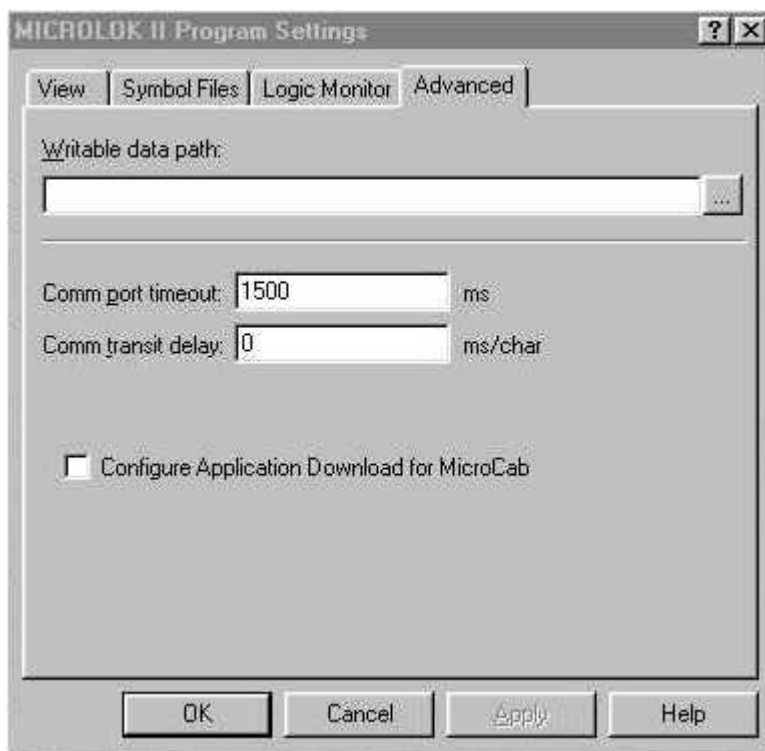 MICROLOK II Program Settings ? ×
View Symbol Files Logic Monitor Advanced
Writable data path:
...
Comm port timeout: 1500 ms
Comm transit delay: 0 ms/char
Configure Application Download for MicroCab
OK Cancel Apply Help